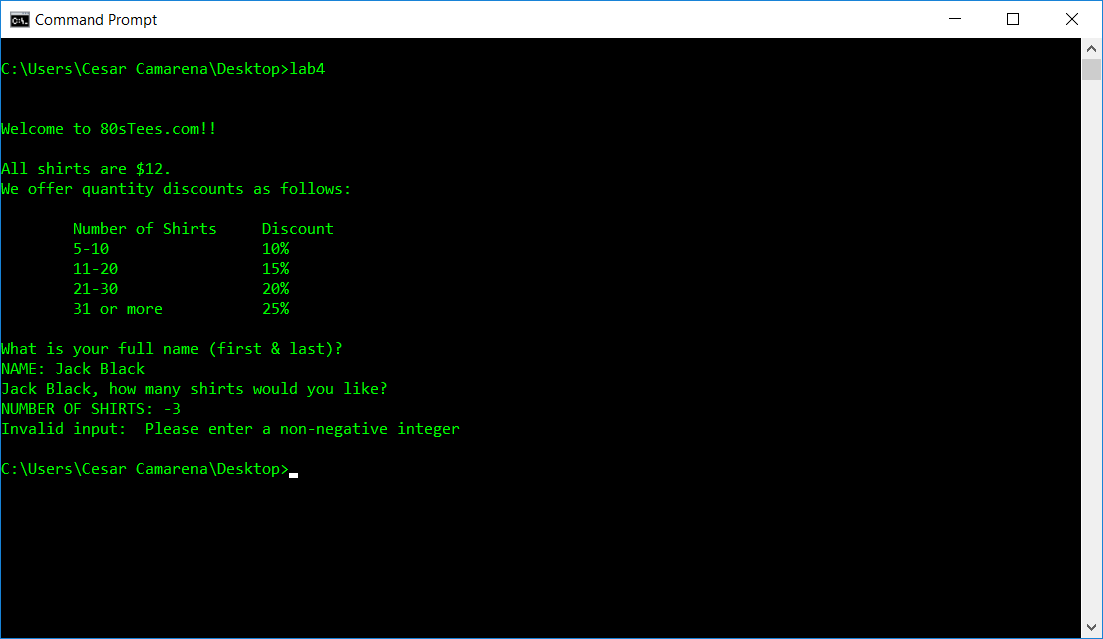 Command Prompt
C:\Users\Cesar Camarena\Desktop>lab4
Welcome to 80sTees.com!!
All shirts are $12.
We offer quantity discounts as follows:
Number of Shirts     Discount
5-10                 10%
11-20                15%
21-30                20%
31 or more           25%
What is your full name (first & last)?
NAME: Jack Black
Jack Black, how many shirts would you like?
NUMBER OF SHIRTS: -3
Invalid input:  Please enter a non-negative integer
C:\Users\Cesar Camarena\Desktop>